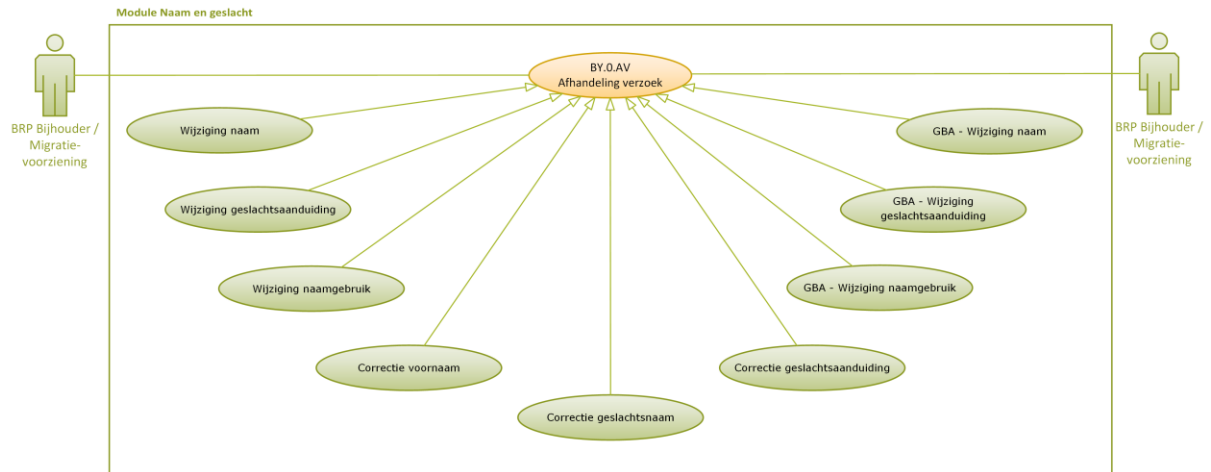 Module Naam en geslacht
BY.0.AV
Afhandeling verzoek
BRP Bijhouder /
Migratie-
voorziening
BRP Bijhouder /
Migratie-
voorziening
Wijziging naam
GBA - Wijziging naam
Wijziging geslachtsaanduiding
GBA - Wijziging
geslachtsaanduiding
Wijziging naamgebruik
GBA - Wijziging naamgebruik
Correctie voornaam
Correctie geslachtsaanduiding
Correctie geslachtsnaam